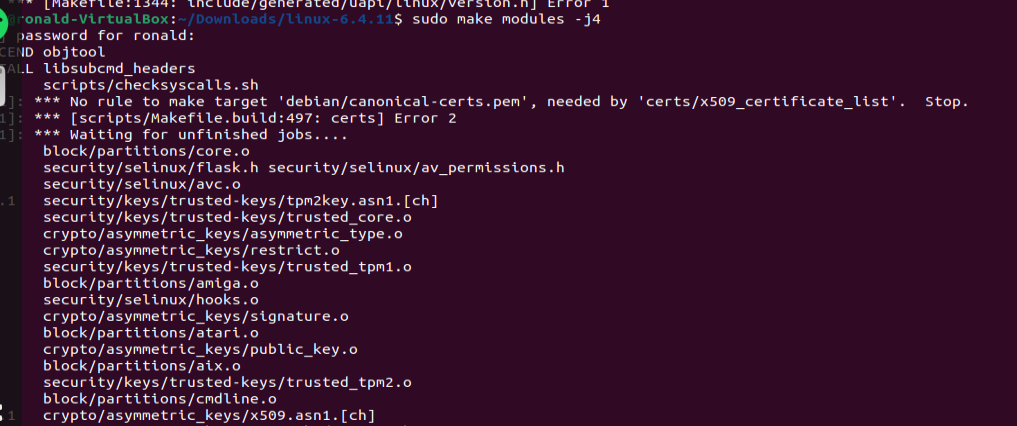 *** [Makefile:1344: include/generated/uapi/linux/version.h] Error 1
ronald-VirtualBox:~/Downloads/linux-6.4.11$ sudo make modules -j4
password for ronald:
CEND objtool
ALL libsubcmd_headers
scripts/checksyscalls.sh
]: *** No rule to make target 'debian/canonical-certs.pem', needed by 'certs/x509_certificate_list'.  Stop.
1]: *** [scripts/Makefile.build:497: certs] Error 2
1]: *** Waiting for unfinished jobs....
block/partitions/core.o
security/selinux/flask.h security/selinux/av_permissions.h
security/selinux/avc.o
.1 security/keys/trusted-keys/tpm2key.asn1.[ch]
security/keys/trusted-keys/trusted_core.o
crypto/asymmetric_keys/asymmetric_type.o
crypto/asymmetric_keys/restrict.o
security/keys/trusted-keys/trusted_tpm1.o
block/partitions/amiga.o
security/selinux/hooks.o
crypto/asymmetric_keys/signature.o
block/partitions/atari.o
crypto/asymmetric_keys/public_key.o
block/partitions/aix.o
security/keys/trusted-keys/trusted_tpm2.o
block/partitions/cmdline.o
1 crypto/asymmetric_keys/x509.asn1.[ch]